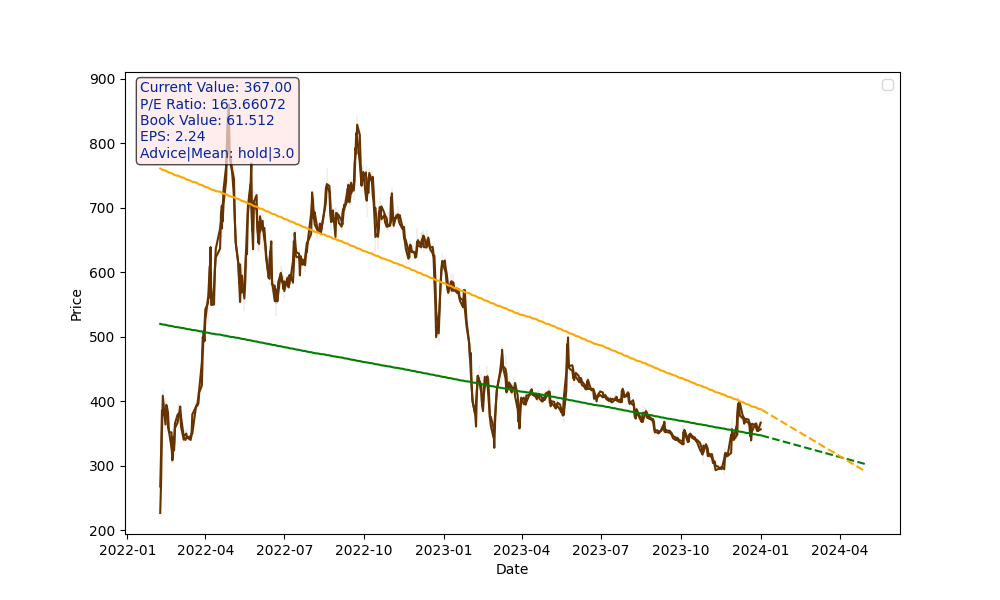 900
800
700
600
500
400
300
200
Price
Current Value: 367.00
P/E Ratio: 163.66072
Book Value: 61.512
EPS: 2.24
Advice|Mean: hold|3.0
2022-01 2022-04 2022-07 2022-10 2023-01 2023-04 2023-07 2023-10 2024-01 2024-04
Date